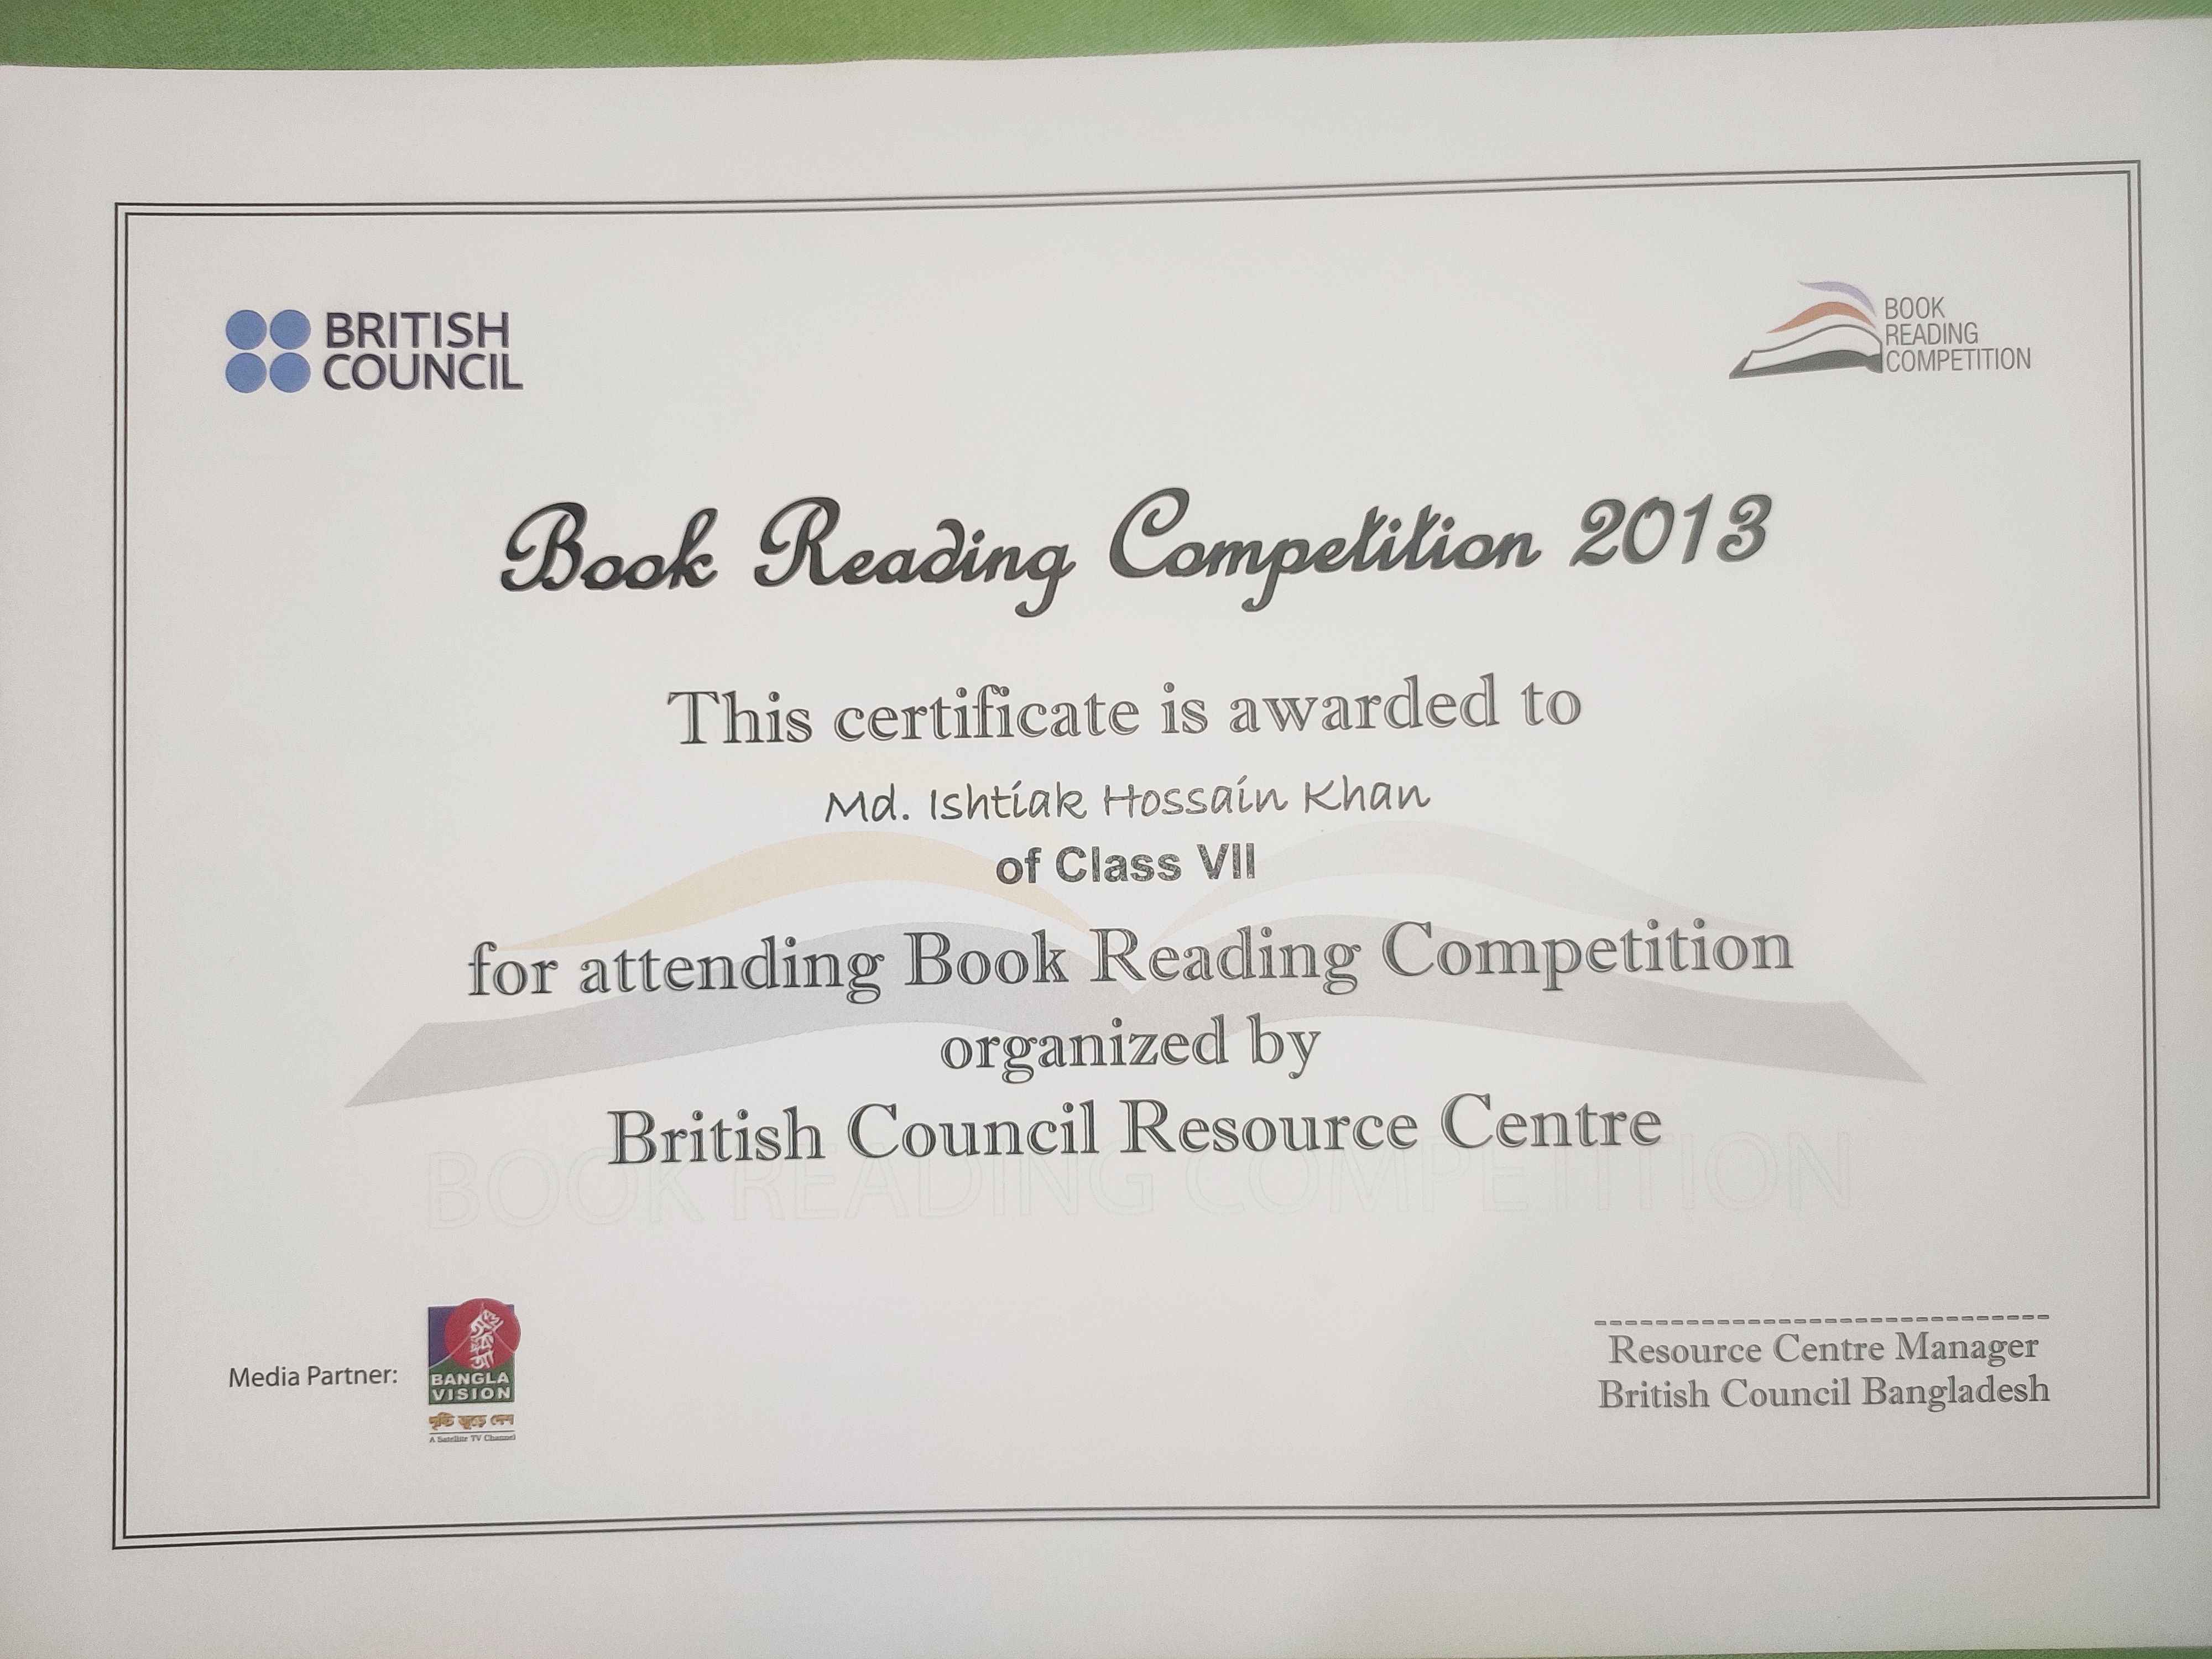 BRITISH
COUNCIL
BOOK
READING
COMPETITION
Book Reading Competition 2013
This certificate is awarded to
Md. Ishtiak Hossain Khan
of Class VII
for attending Book Reading Competition
organized by
British Council Resource Centre
BOOK READING COMPETITION
Media Partner:
বাংলা
BANGLA
VISION
দৃষ্টি জুড়ে দেশ
A Satellite TV Channel
Resource Centre Manager
British Council Bangladesh